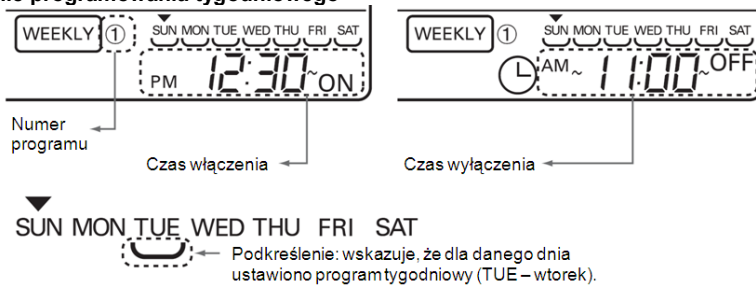 programowania tygodniowego
WEEKLY ① SUN MON TUE WED THU FRI SAT
PM 12:30~ON
WEEKLY ① SUN MON TUE WED THU FRI SAT
AM~ 11:00~OFF
Numer
programu
Czas włączenia
Czas wyłączenia
SUN MON TUE WED THU FRI SAT
Podkreślenie: wskazuje, że dla danego dnia
ustawiono program tygodniowy (TUE – wtorek).